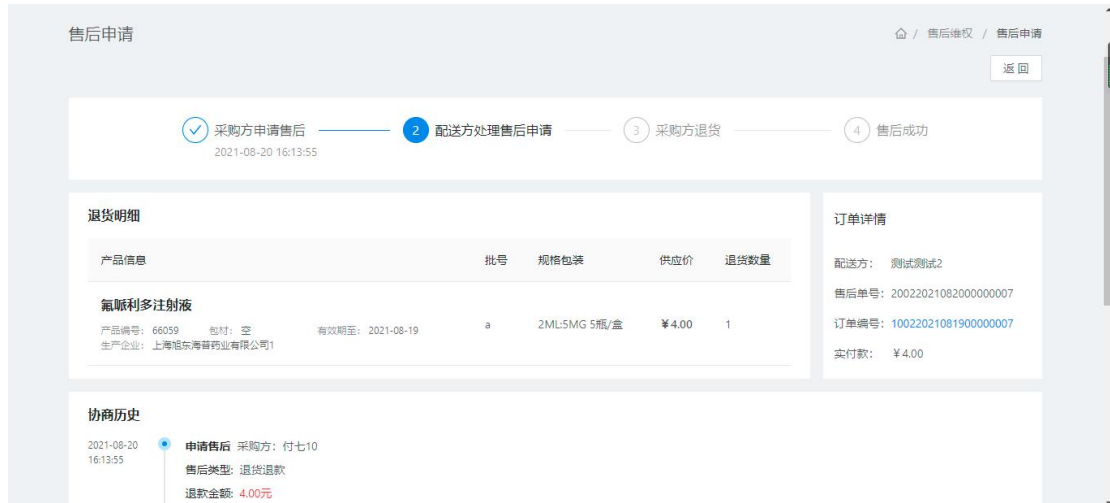 售后申请
/ 售后维权 / 售后申请
返回
采购方申请售后
2021-08-20 16:13:55
2 配送方处理售后申请
3 采购方退货
4 售后成功
退货明细
产品信息 批号 规格包装 供应价 退货数量
氟哌利多注射液
产品编号: 66059 包材: 空 有效期至: 2021-08-19
生产企业: 上海旭东海普药业有限公司1
a 2ML:5MG 5瓶/盒 ¥4.00 1
订单详情
配送方: 测试测试2
售后单号: 20022021082000000007
订单编号: 10022021081900000007
实付款: ¥4.00
协商历史
2021-08-20
16:13:55
申请售后 采购方: 付七10
售后类型: 退货退款
退款金额: 4.00元